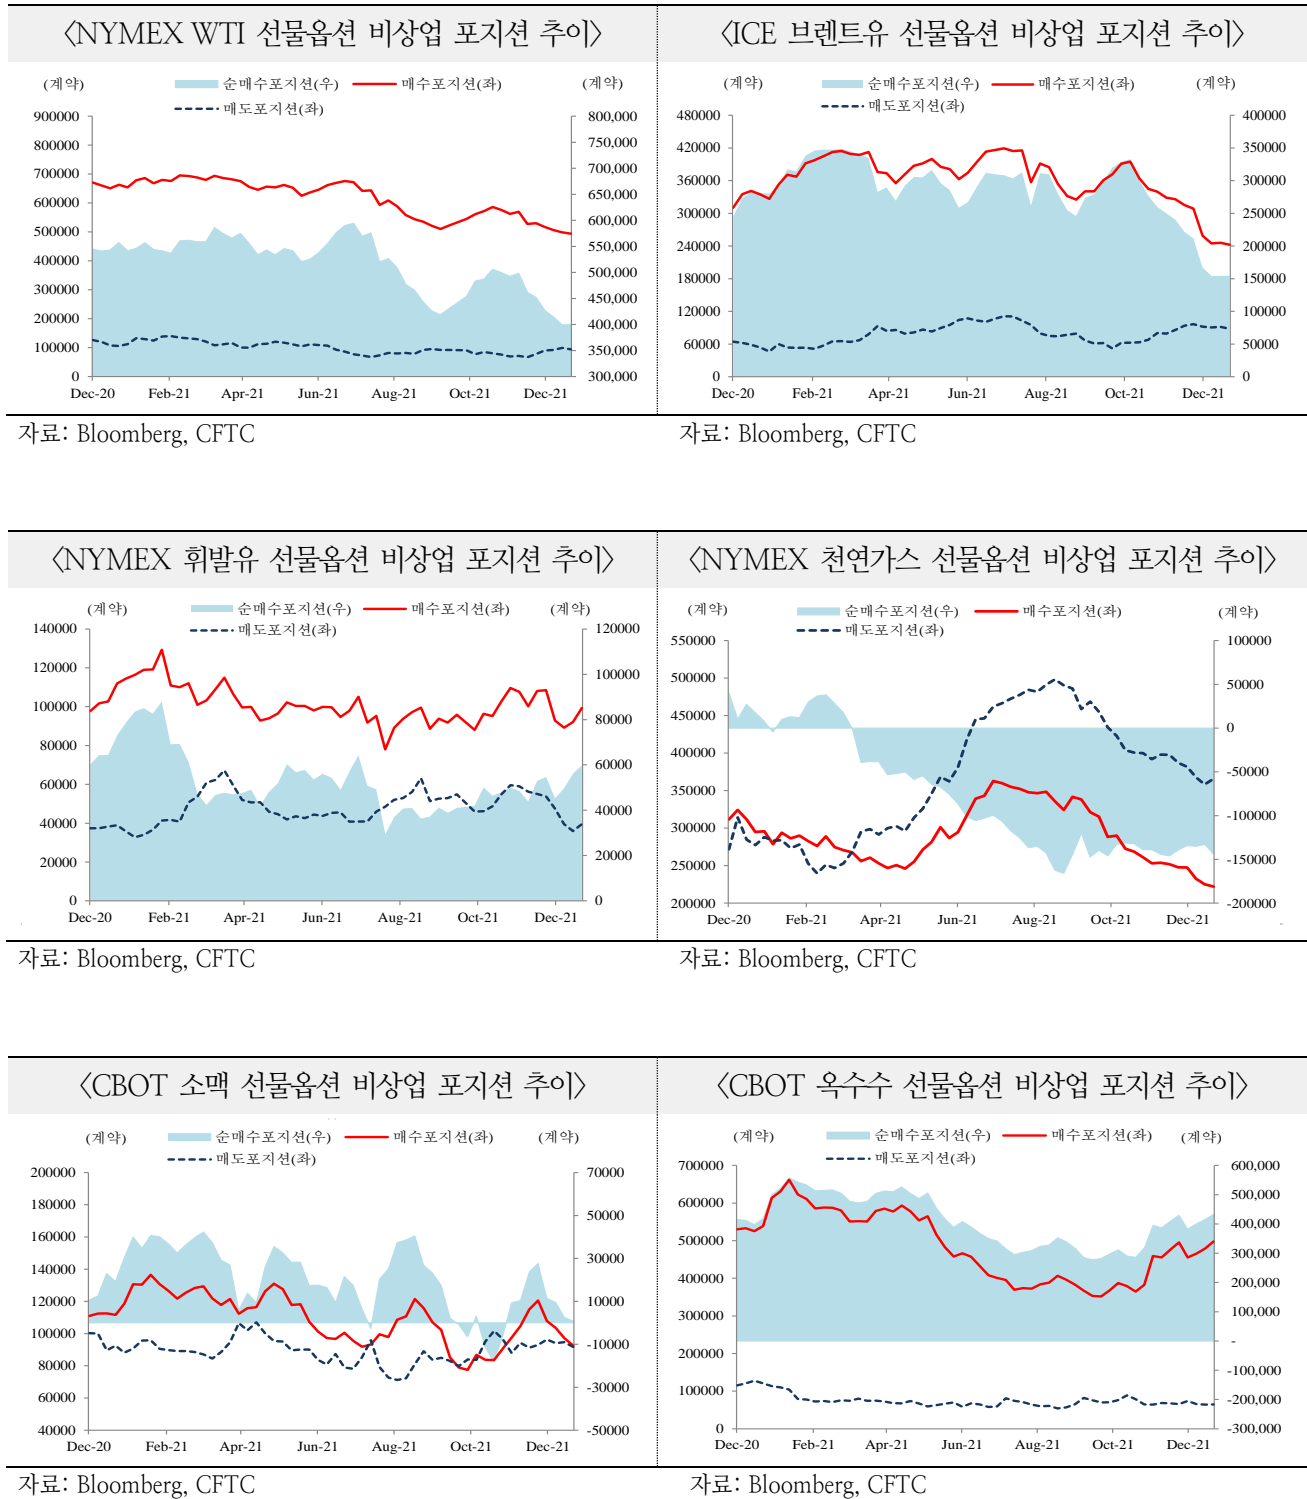 〈NYMEX WTI 선물옵션 비상업 포지션 추이〉
(계약) 순매수포지션(우) 매수포지션(좌) (계약)
매도포지션(좌)
900000 800,000
800000 700,000
700000 650,000
600000 600,000
500000 550,000
400000 500,000
300000 450,000
200000 400,000
100000 350,000
0 300,000
Dec-20 Feb-21 Apr-21 Jun-21 Aug-21 Oct-21 Dec-21
자료: Bloomberg, CFTC
〈ICE 브렌트유 선물옵션 비상업 포지션 추이〉
(계약) 순매수포지션(우) 매수포지션(좌) (계약)
매도포지션(좌)
480000 400000
420000 350000
360000 300000
300000 250000
240000 200000
180000 150000
120000 100000
60000 50000
0 0
Dec-20 Feb-21 Apr-21 Jun-21 Aug-21 Oct-21 Dec-21
자료: Bloomberg, CFTC
〈NYMEX 휘발유 선물옵션 비상업 포지션 추이〉
(계약) 순매수포지션(우) 매수포지션(좌) (계약)
매도포지션(좌)
140000 120000
120000 100000
100000 80000
80000 60000
60000 40000
40000 20000
20000 0
0
Dec-20 Feb-21 Apr-21 Jun-21 Aug-21 Oct-21 Dec-21
자료: Bloomberg, CFTC
〈NYMEX 천연가스 선물옵션 비상업 포지션 추이〉
(계약) 순매수포지션(우) 매수포지션(좌) (계약)
매도포지션(좌)
550000 100000
500000 50000
450000 0
400000 -50000
350000 -100000
300000 -150000
250000 -200000
200000
Dec-20 Feb-21 Apr-21 Jun-21 Aug-21 Oct-21 Dec-21
자료: Bloomberg, CFTC
〈CBOT 소맥 선물옵션 비상업 포지션 추이〉
(계약) 순매수포지션(우) 매수포지션(좌) (계약)
매도포지션(좌)
200000 70000
180000 50000
160000 30000
140000 10000
120000 -10000
100000 -30000
80000 -50000
60000
40000
Dec-20 Feb-21 Apr-21 Jun-21 Aug-21 Oct-21 Dec-21
자료: Bloomberg, CFTC
〈CBOT 옥수수 선물옵션 비상업 포지션 추이〉
(계약) 순매수포지션(우) 매수포지션(좌) (계약)
매도포지션(좌)
700000 600,000
600000 500,000
500000 400,000
400000 300,000
300000 200,000
200000 100,000
100000 -
0 -100,000
-200,000
-300,000
Dec-20 Feb-21 Apr-21 Jun-21 Aug-21 Oct-21 Dec-21
자료: Bloomberg, CFTC